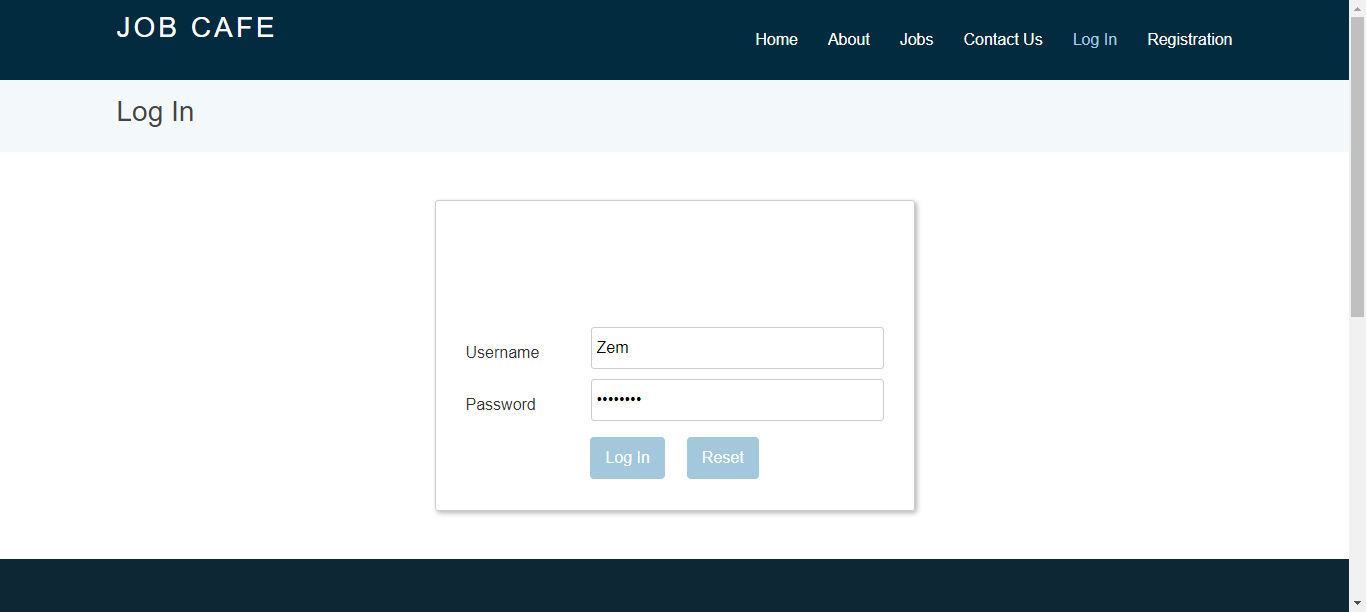 JOB CAFE
Home About Jobs Contact Us Log In Registration
Log In
Username Zem
Password ••••••••
Log In Reset